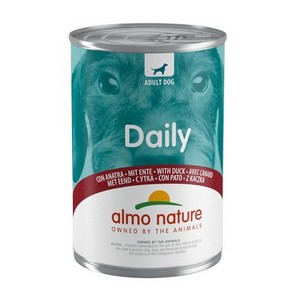 ADULT DOG
Daily
CON ANATRA • MET ENTE • WITH DUCK • AVEC CANARD
MET EEND • С УТКА • CON PATO • Z KACZKĄ
almo nature
OWNED BY THE ANIMALS
OWNED BY THE ANIMALS